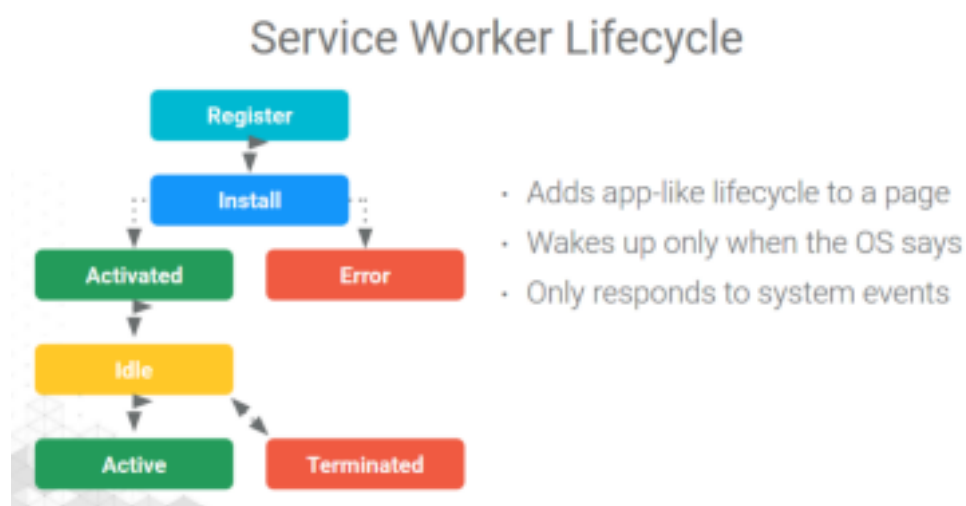 Service Worker Lifecycle
Register
Install
Activated
Error
Idle
Active
Terminated
· Adds app-like lifecycle to a page
· Wakes up only when the OS says
· Only responds to system events